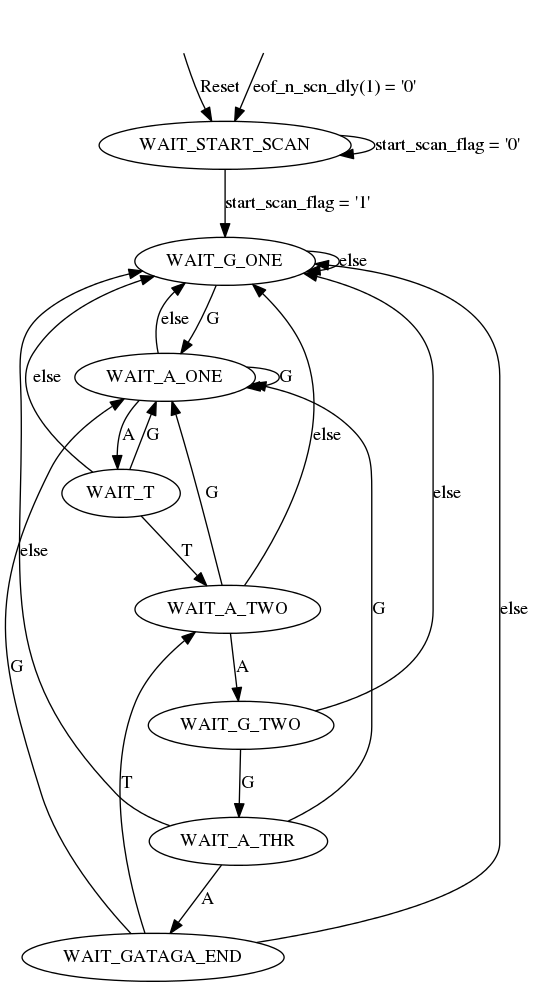 Reset
eof_n_scn_dly(1) = '0'
WAIT_START_SCAN
start_scan_flag = '0'
start_scan_flag = '1'
WAIT_G_ONE
else
else
G
WAIT_A_ONE
G
else
A
G
else
WAIT_T
G
else
T
else
WAIT_A_TWO
G
else
G
A
WAIT_G_TWO
T
G
WAIT_A_THR
A
WAIT_GATAGA_END